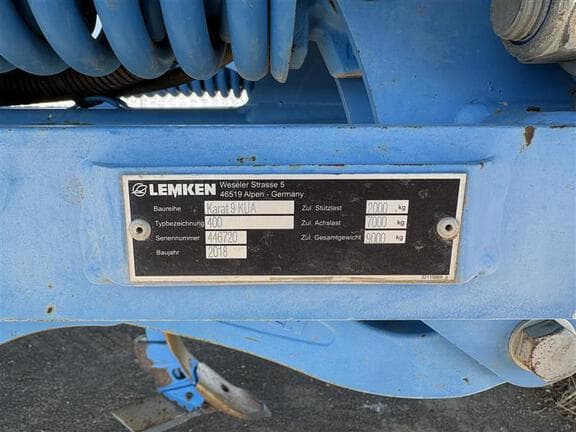 LEMKEN Weseler Strasse 5
46519 Alpen - Germany
Baureihe Karat 9 KUA Zul. Stützlast 2000 kg
Typbezeichnung 400 Zul. Achslast 7000 kg
Seriennummer 446720 Zul. Gesamtgewicht 9000 kg
Baujahr 2018